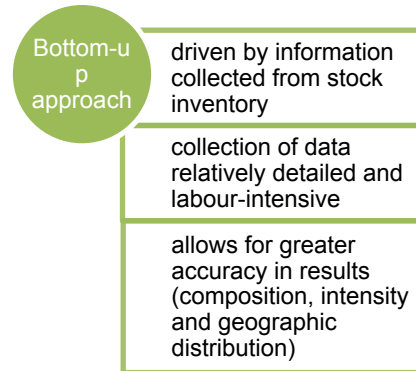 Bottom-u
p
approach
driven by information
collected from stock
inventory
collection of data
relatively detailed and
labour-intensive
allows for greater
accuracy in results
(composition, intensity
and geographic
distribution)